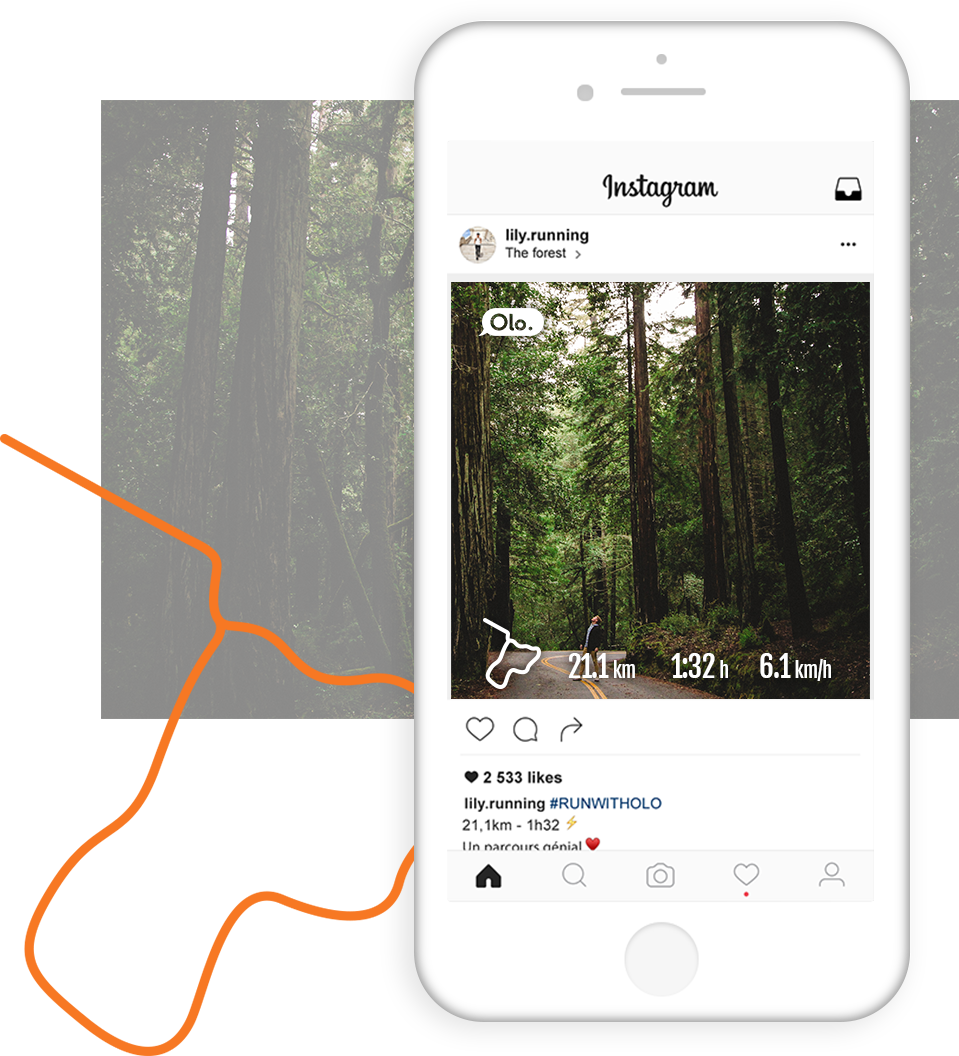 Instagram
lily.running
The forest
Olo.
21.1 km 1:32 h 6.1 km/h
2 533 likes
lily.running #RUNWITHOLO
21,1km - 1h32 ⚡
Un parcours génial ❤️